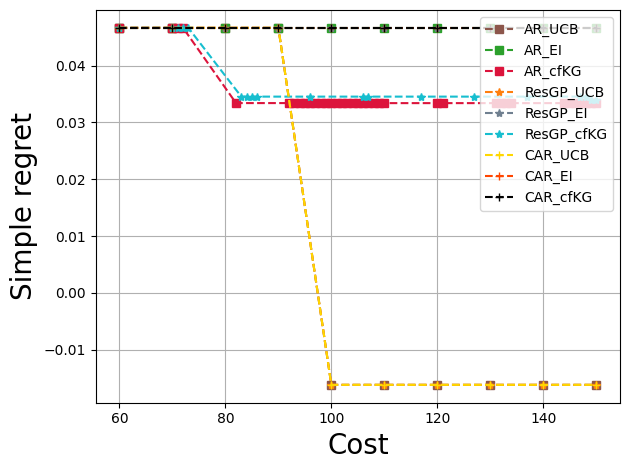 AR_UCB
AR_EI
AR_cfKG
ResGP_UCB
ResGP_EI
ResGP_cfKG
CAR_UCB
CAR_EI
CAR_cfKG
0.04
0.03
0.02
0.01
0.00
−0.01
Simple regret
60 80 100 120 140
Cost